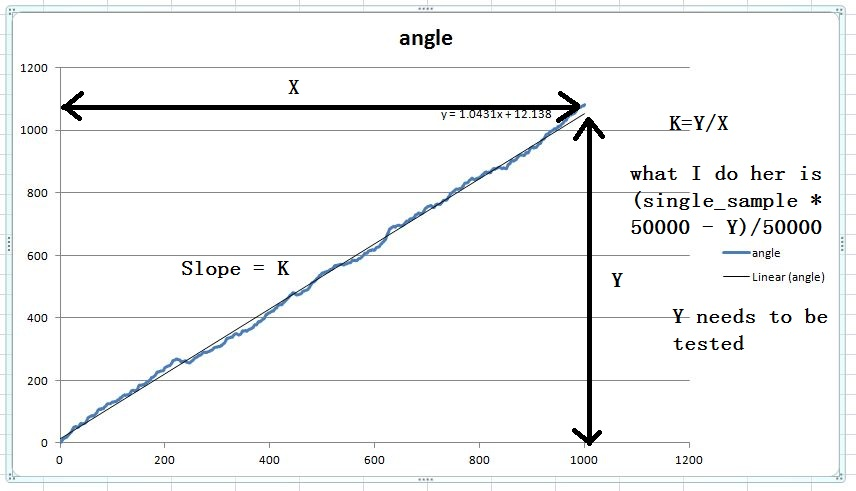 angle
1200
1000
800
600
400
200
0
0 200 400 600 800 1000 1200
X
y = 1.0431x + 12.138
K=Y/X
what I do her is
(single_sample *
50000 - Y)/50000
angle
Linear (angle)
Slope = K
Y
Y needs to be
tested